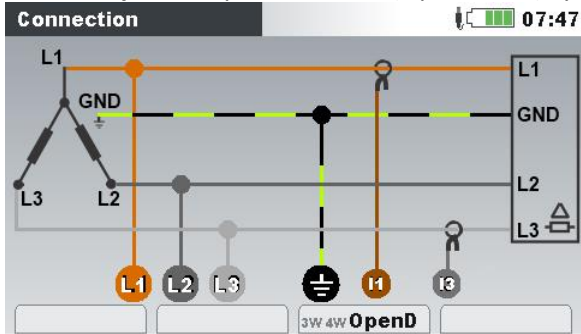 Connection 07:47
L1
L1
GND
GND
L3
L2
L2
L3
L1 L2 L3 I1 I3
3W 4W OpenD